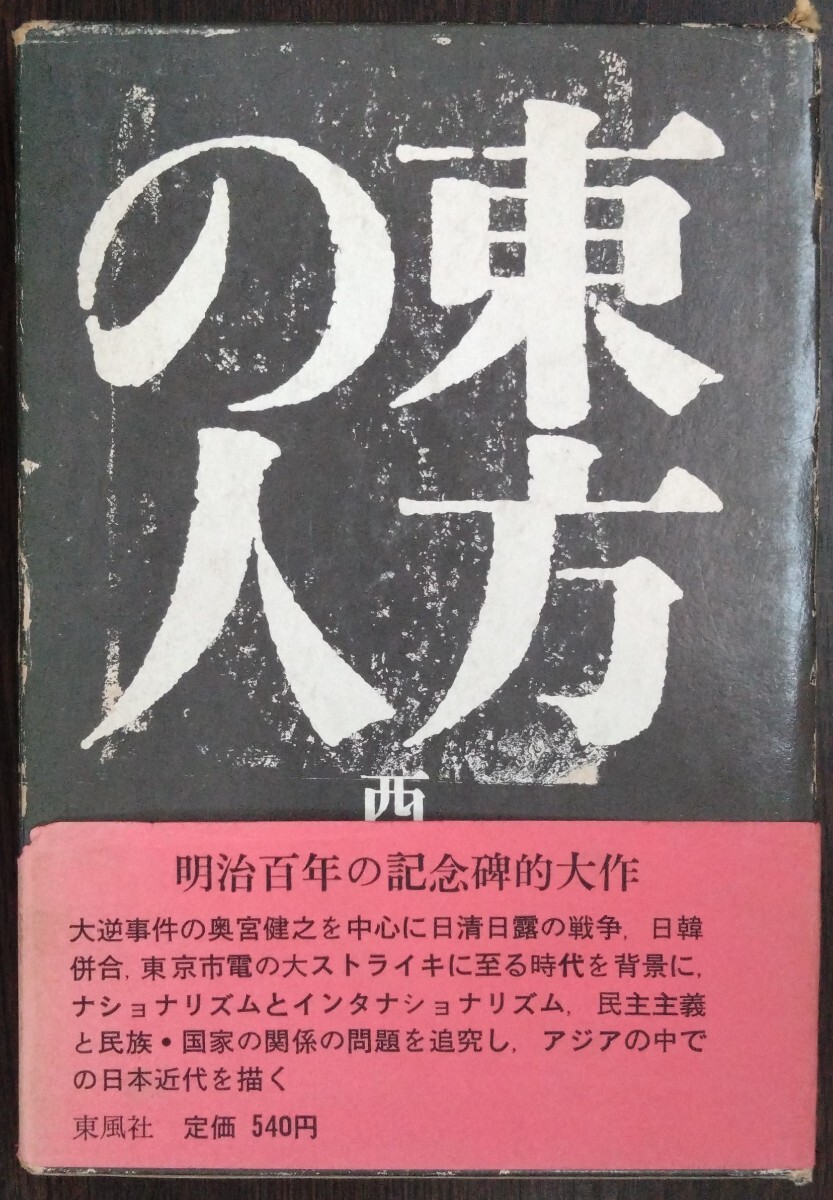 東方
の人
西
明治百年の記念碑的大作
大逆事件の奥宮健之を中心に日清日露の戦争，日韓
併合，東京市電の大ストライキに至る時代を背景に，
ナショナリズムとインタナショナリズム，民主主義
と民族・国家の関係の問題を追究し，アジアの中で
の日本近代を描く
東風社　定価 540円